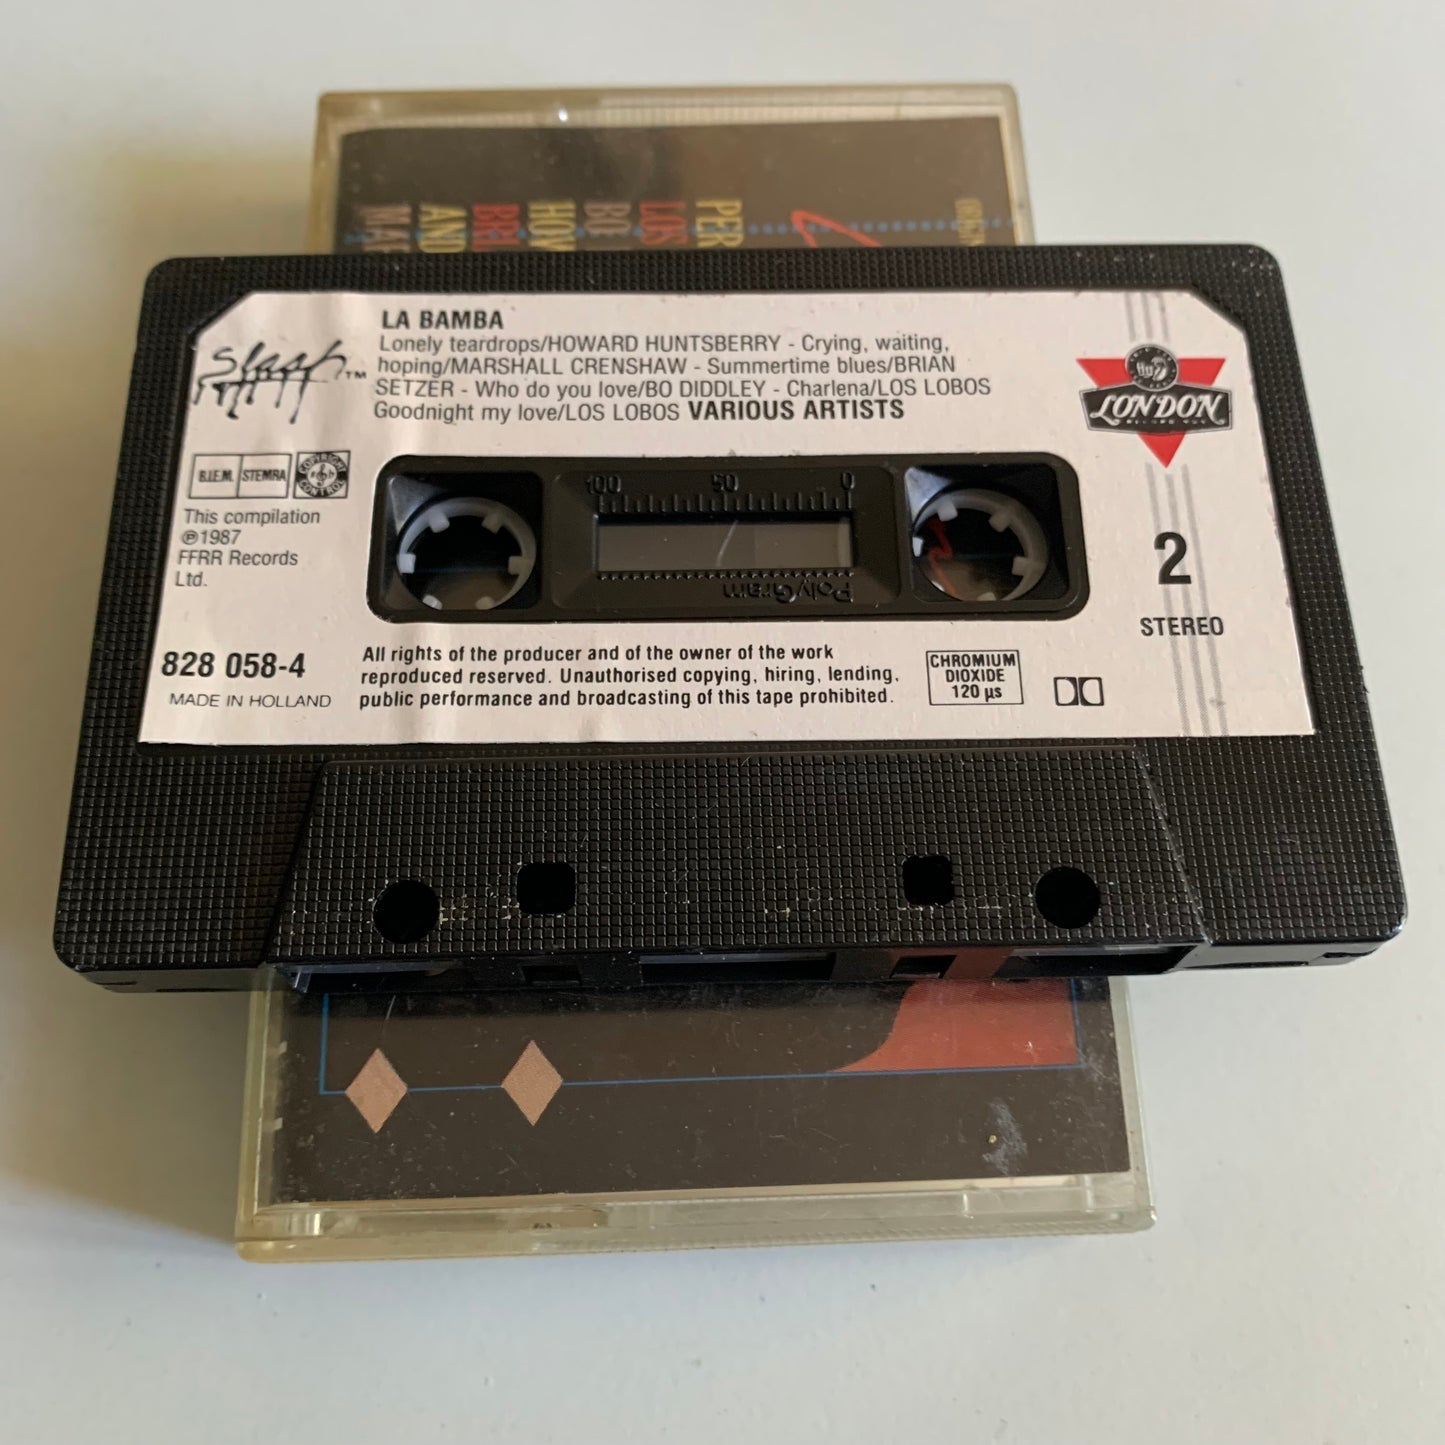 PER
LOS
BO
HOW
AND
LA BAMBA
Lonely teardrops/HOWARD HUNTSBERRY - Crying, waiting,
hoping/MARSHALL CRENSHAW - Summertime blues/BRIAN
SETZER - Who do you love/BO DIDDLEY - Charlena/LOS LOBOS
Goodnight my love/LOS LOBOS VARIOUS ARTISTS
Slash ™
LONDON
B.I.E.M. STEMRA
COPYRIGHT CONTROL
This compilation
℗1987
FFRR Records
Ltd.
100 50 0
PolyGram
2
STEREO
828 058-4
MADE IN HOLLAND
All rights of the producer and of the owner of the work
reproduced reserved. Unauthorised copying, hiring, lending,
public performance and broadcasting of this tape prohibited.
CHROMIUM
DIOXIDE
120 µs